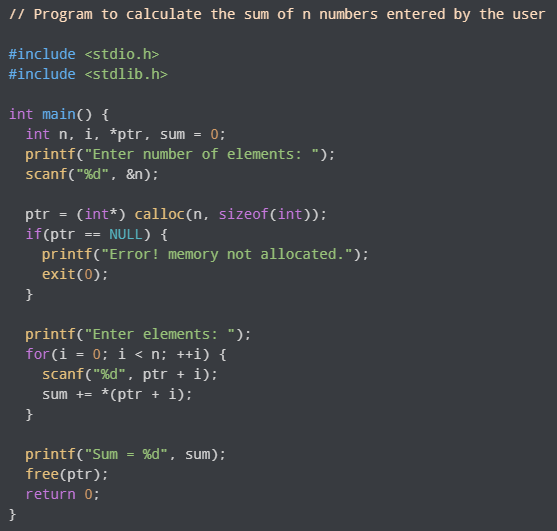 // Program to calculate the sum of n numbers entered by the user

#include <stdio.h>
#include <stdlib.h>

int main() {
  int n, i, *ptr, sum = 0;
  printf("Enter number of elements: ");
  scanf("%d", &n);

  ptr = (int*) calloc(n, sizeof(int));
  if(ptr == NULL) {
    printf("Error! memory not allocated.");
    exit(0);
  }

  printf("Enter elements: ");
  for(i = 0; i < n; ++i) {
    scanf("%d", ptr + i);
    sum += *(ptr + i);
  }

  printf("Sum = %d", sum);
  free(ptr);
  return 0;
}